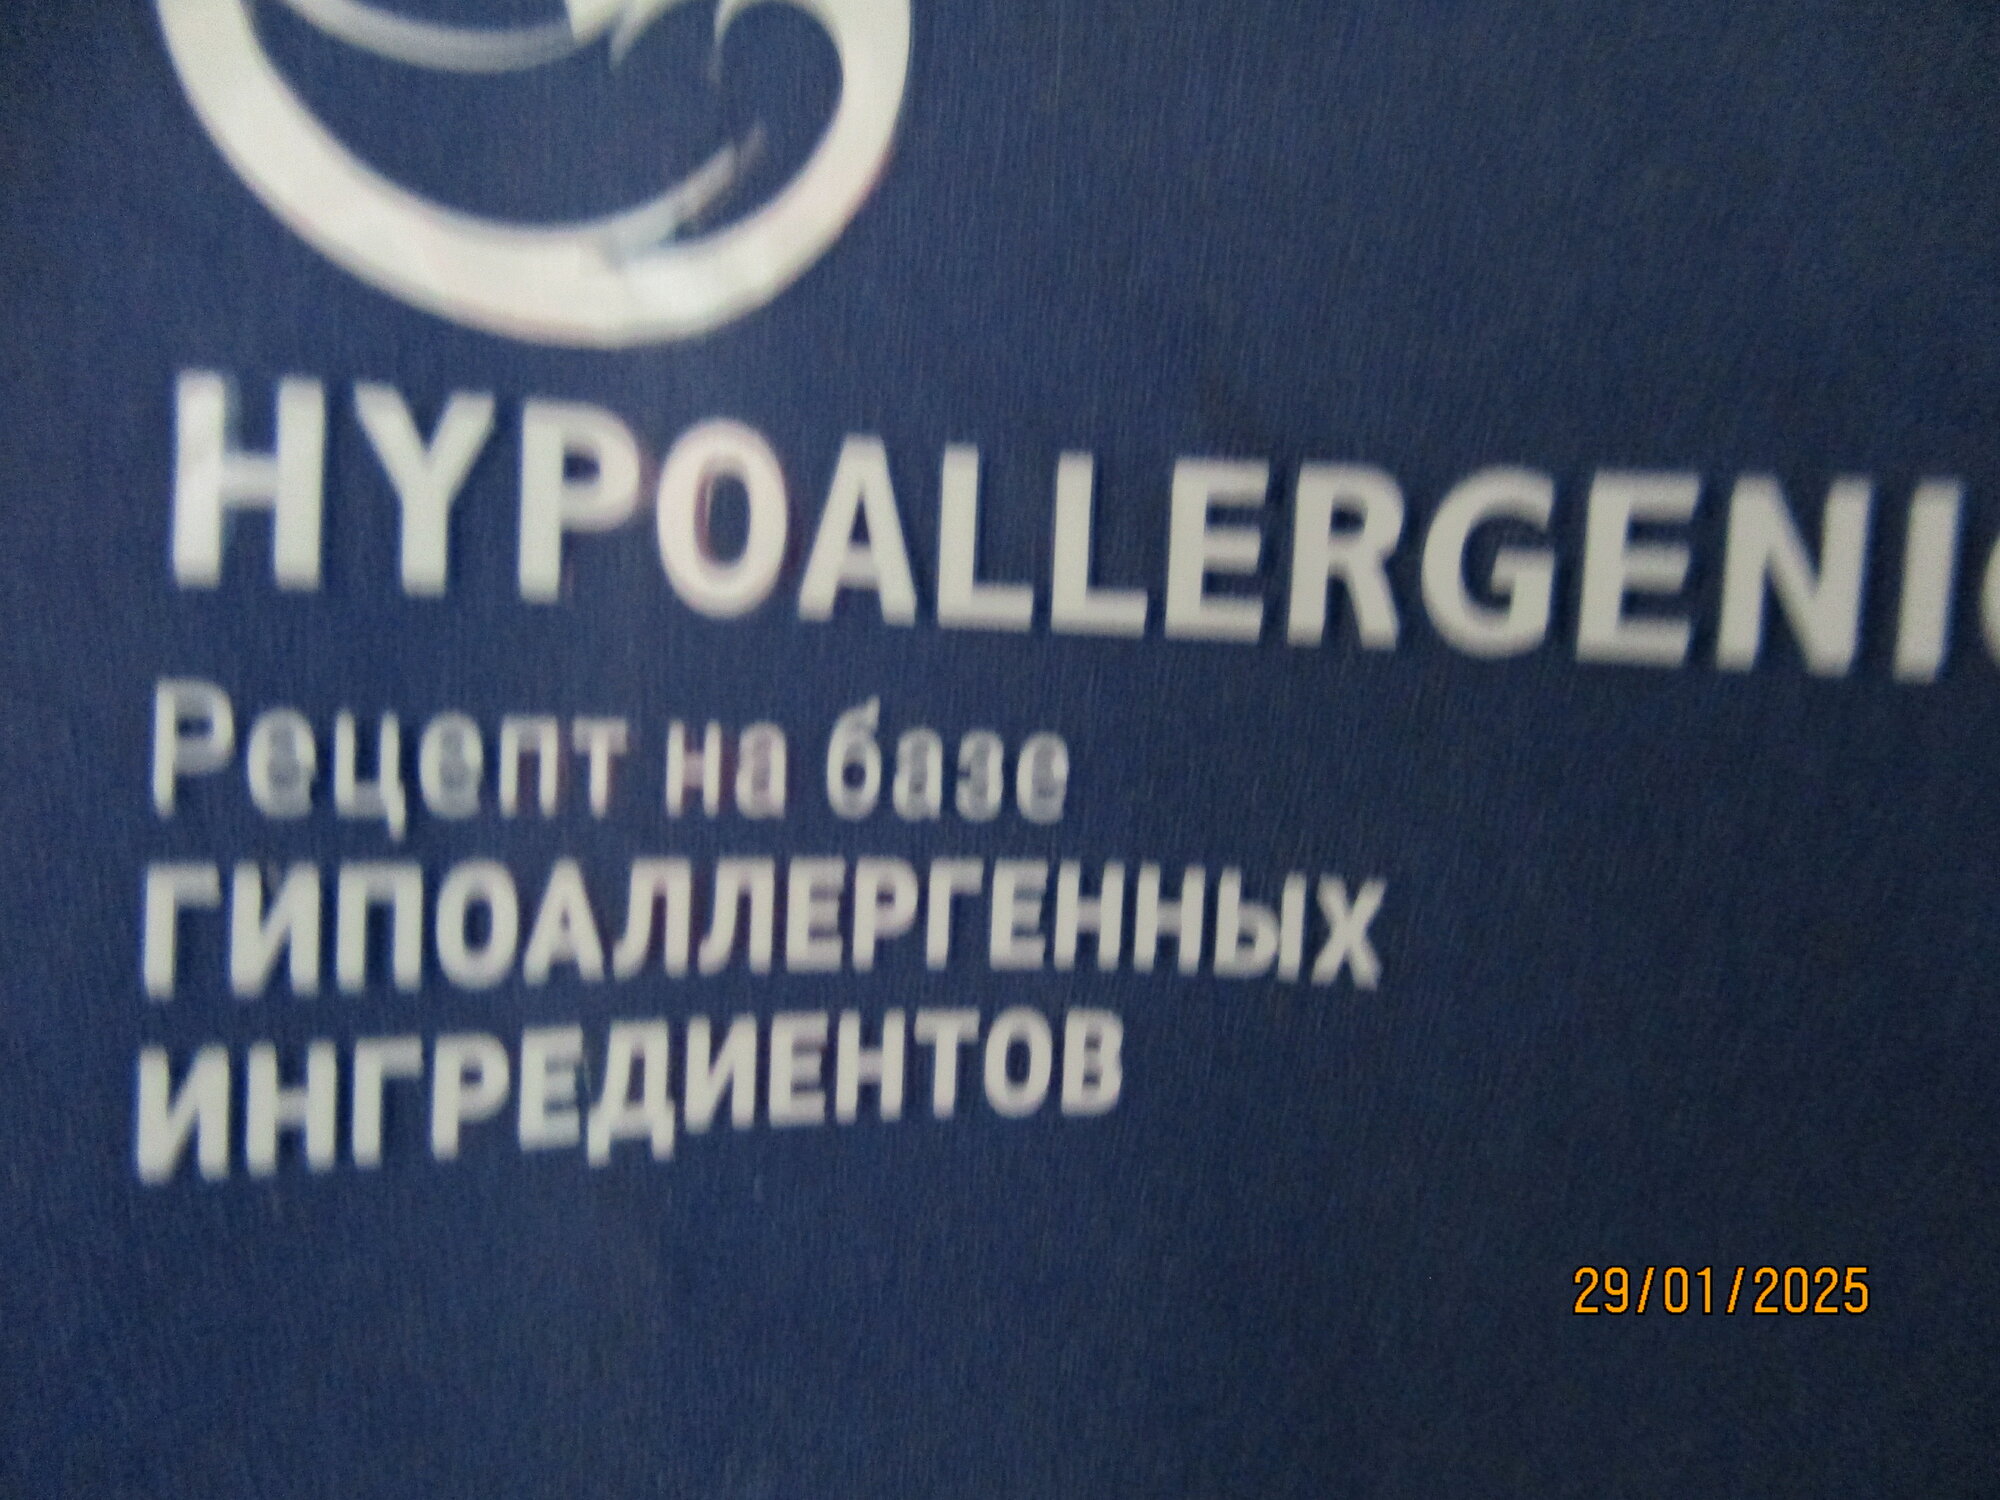 HYPOALLERGENIC
Рецепт на базе
ГИПОАЛЛЕРГЕННЫХ
ИНГРЕДИЕНТОВ
29/01/2025